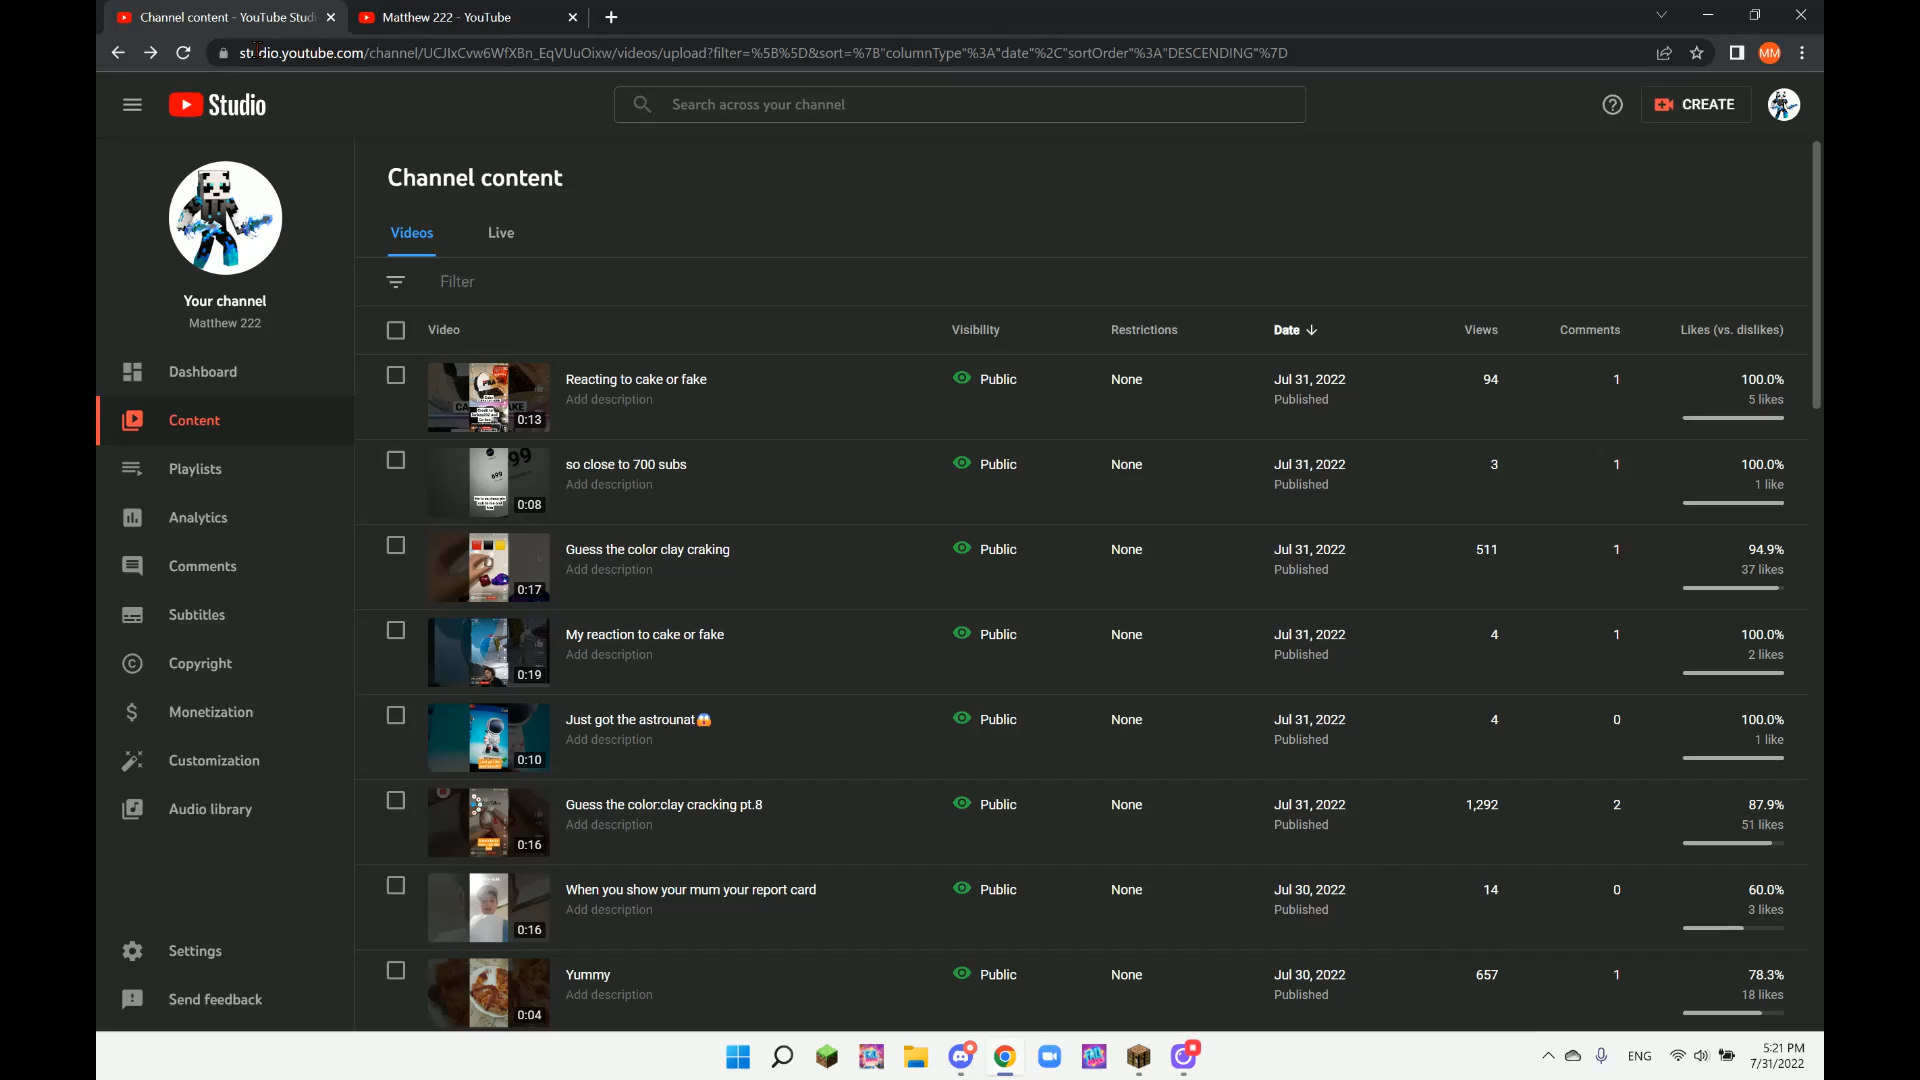 Channel content - YouTube Studi
Matthew 222 - YouTube
studio.youtube.com/channel/UCJIxCvw6WfXBn_EqVUuOixw/videos/upload?filter=%5B%5D&sort=%7B"columnType"%3A"date"%2C"sortOrder"%3A"DESCENDING"%7D
MM
Studio
Search across your channel
CREATE
Your channel
Matthew 222
Dashboard
Content
Playlists
Analytics
Comments
Subtitles
Copyright
Monetization
Customization
Audio library
Settings
Send feedback
Channel content
Videos Live
Filter
Video Visibility Restrictions Date Views Comments Likes (vs. dislikes)
Reacting to cake or fake Public None Jul 31, 2022 94 1 100.0%
Add description Published 5 likes
0:13
so close to 700 subs Public None Jul 31, 2022 3 1 100.0%
Add description Published 1 like
0:08
Guess the color clay craking Public None Jul 31, 2022 511 1 94.9%
Add description Published 37 likes
0:17
My reaction to cake or fake Public None Jul 31, 2022 4 1 100.0%
Add description Published 2 likes
0:19
Just got the astrounat😱 Public None Jul 31, 2022 4 0 100.0%
Add description Published 1 like
0:10
Guess the color:clay cracking pt.8 Public None Jul 31, 2022 1,292 2 87.9%
Add description Published 51 likes
0:16
When you show your mum your report card Public None Jul 30, 2022 14 0 60.0%
Add description Published 3 likes
0:16
Yummy Public None Jul 30, 2022 657 1 78.3%
Add description Published 18 likes
0:04
ENG
5:21 PM
7/31/2022